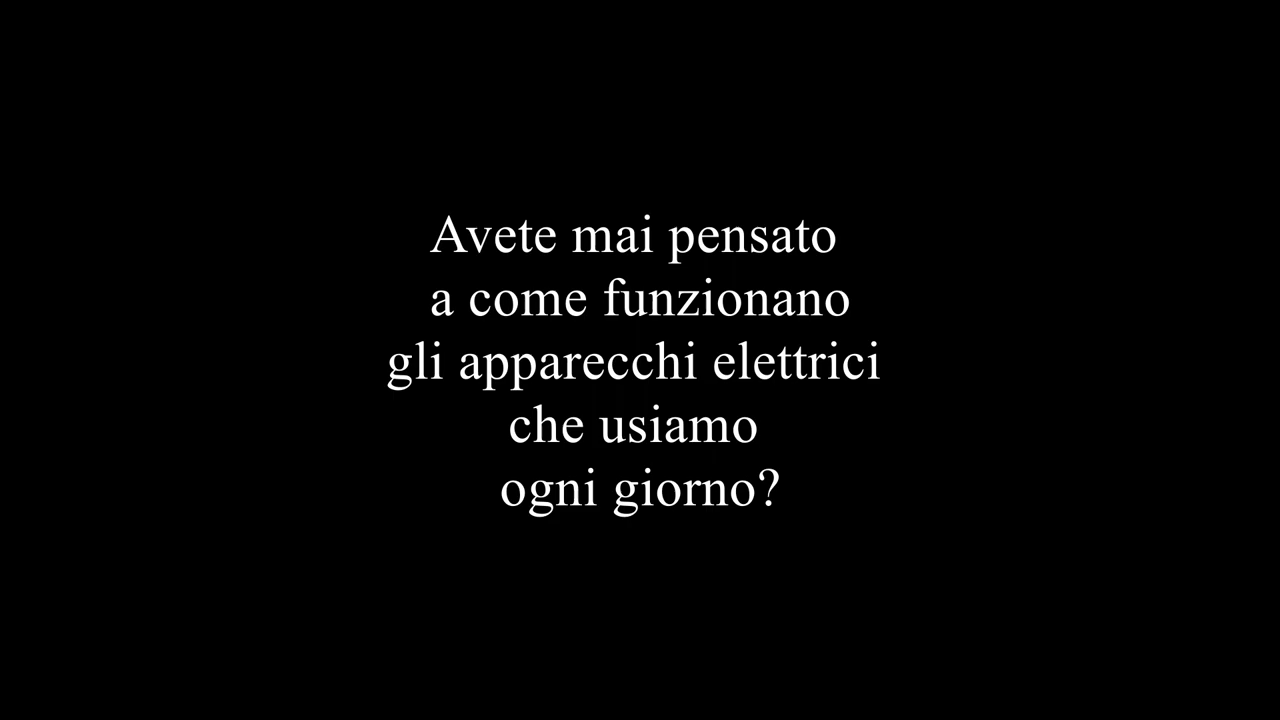 Avete mai pensato
a come funzionano
gli apparecchi elettrici
che usiamo
ogni giorno?